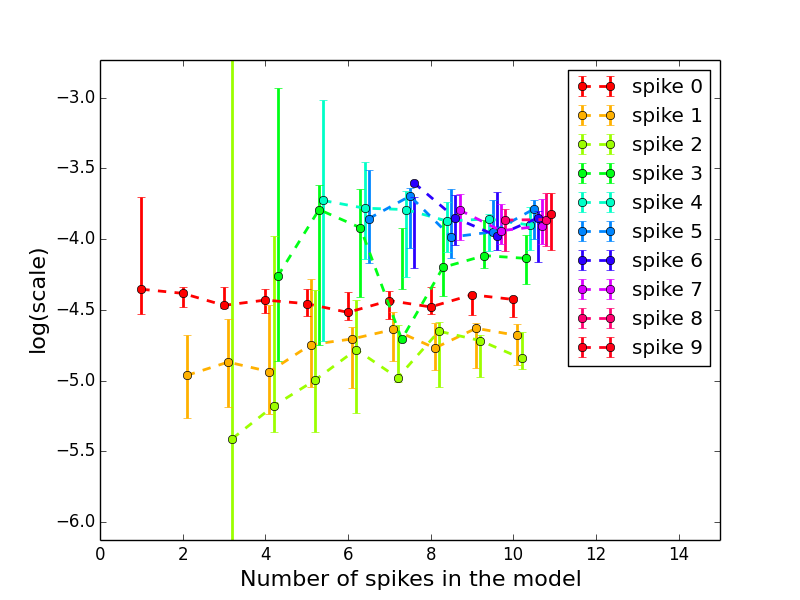 −3.0
−3.5
−4.0
−4.5
−5.0
−5.5
−6.0
log(scale)
0 2 4 6 8 10 12 14
Number of spikes in the model
spike 0
spike 1
spike 2
spike 3
spike 4
spike 5
spike 6
spike 7
spike 8
spike 9